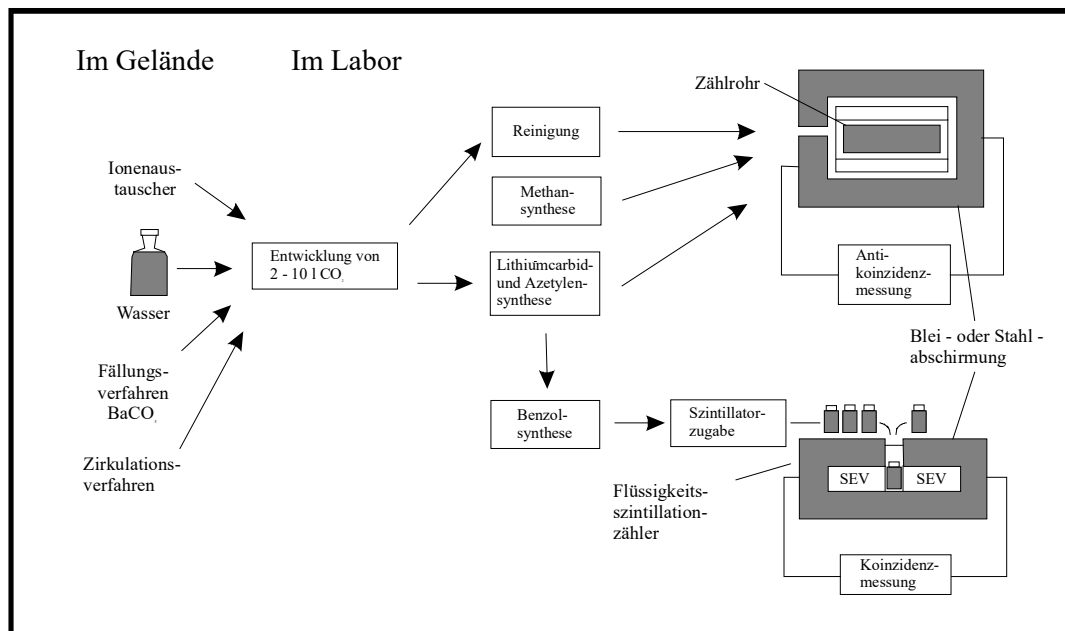 Im Gelände
Im Labor
Ionenaus-
tauscher
Wasser
Fällungs-
verfahren
BaCO₃
Zirkulations-
verfahren
Entwicklung von
2 - 10 l CO₂
Reinigung
Methan-
synthese
Lithiumcarbid-
und Azetylen-
synthese
Benzol-
synthese
Szintillator-
zugabe
Zählrohr
Anti-
koinzidenz-
messung
Blei - oder Stahl -
abschirmung
SEV
SEV
Flüssigkeits-
szintillation-
zähler
Koinzidenz-
messung